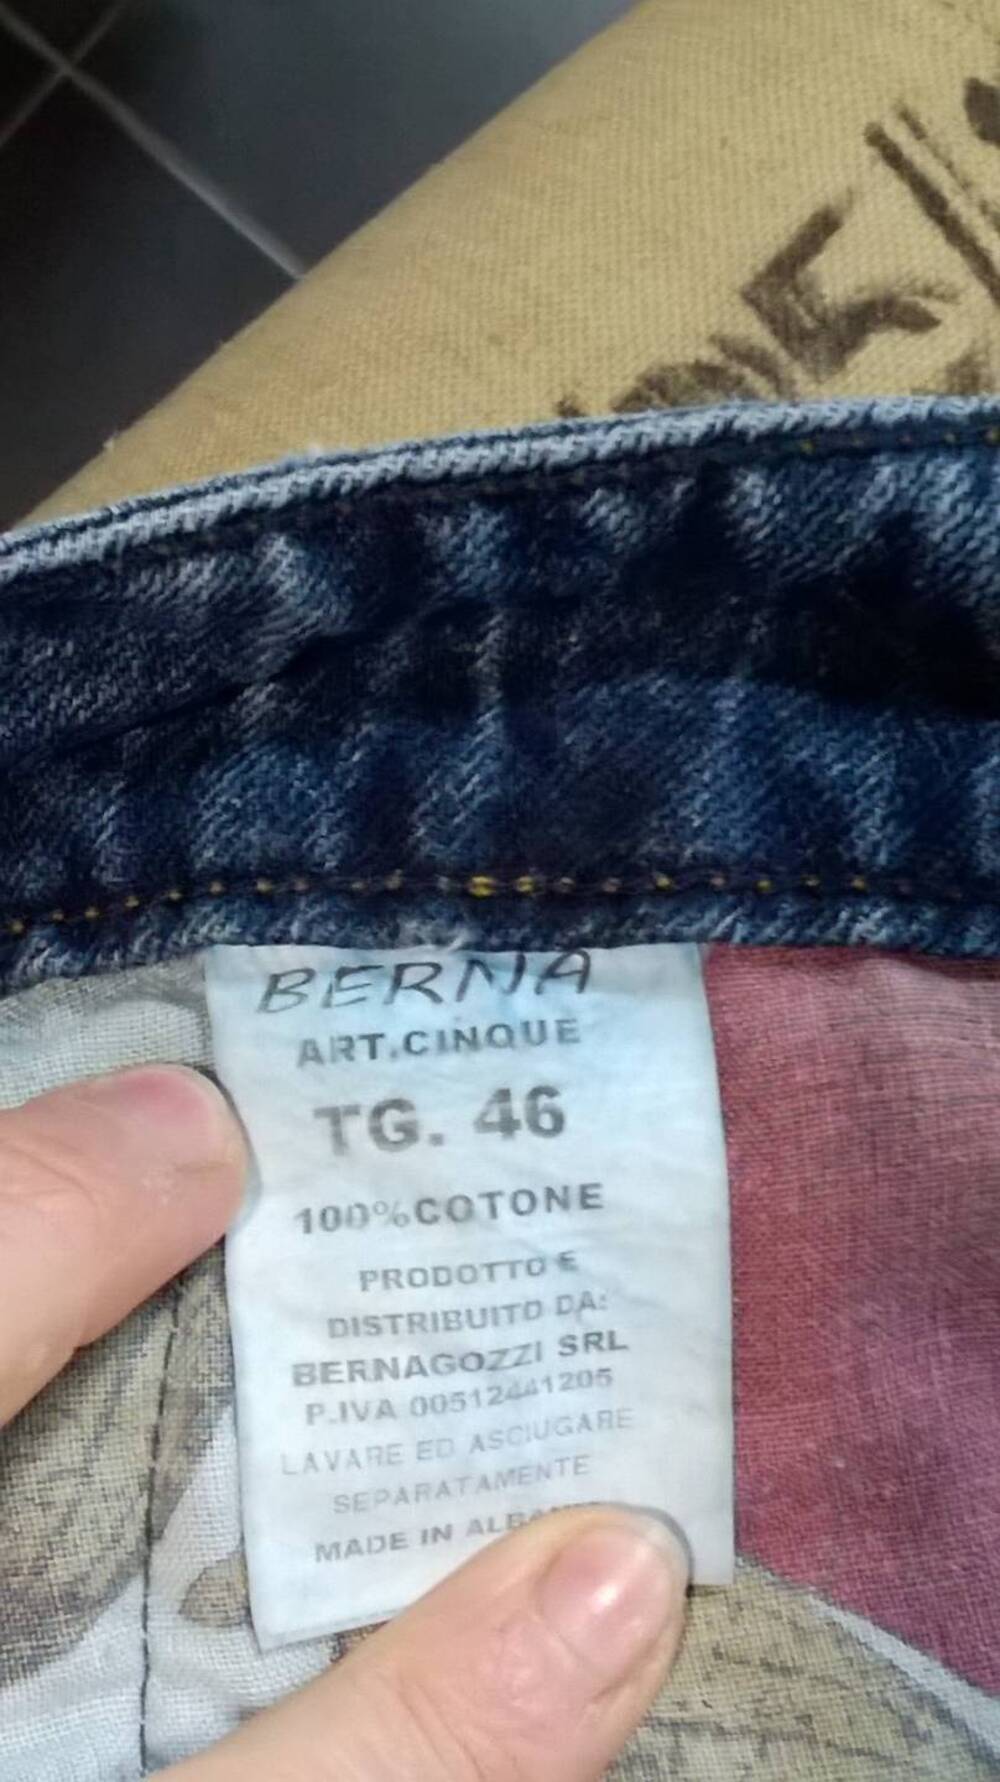 BERNA
ART.CINQUE
TG. 46
100%COTONE
PRODOTTO E
DISTRIBUITO DA:
BERNAGOZZI SRL
P.IVA 00512441205
LAVARE ED ASCIUGARE
SEPARATAMENTE
MADE IN